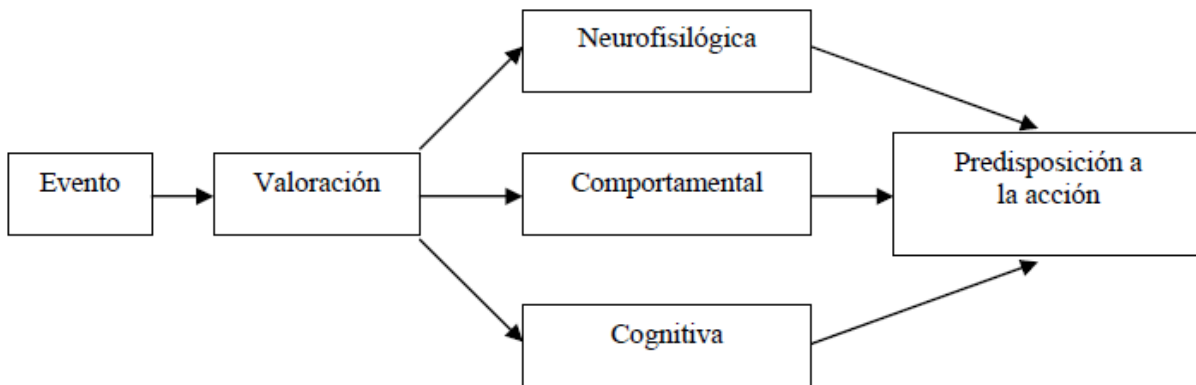 Neurofisilógica
Evento
Valoración
Comportamental
Predisposición a
la acción
Cognitiva